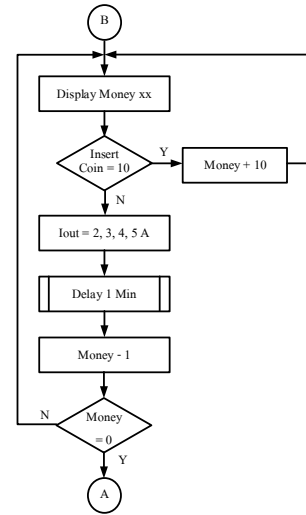 B
Display Money xx
Insert
Coin = 10
Y
Money + 10
N
Iout = 2, 3, 4, 5 A
Delay 1 Min
Money - 1
N
Money
= 0
Y
A